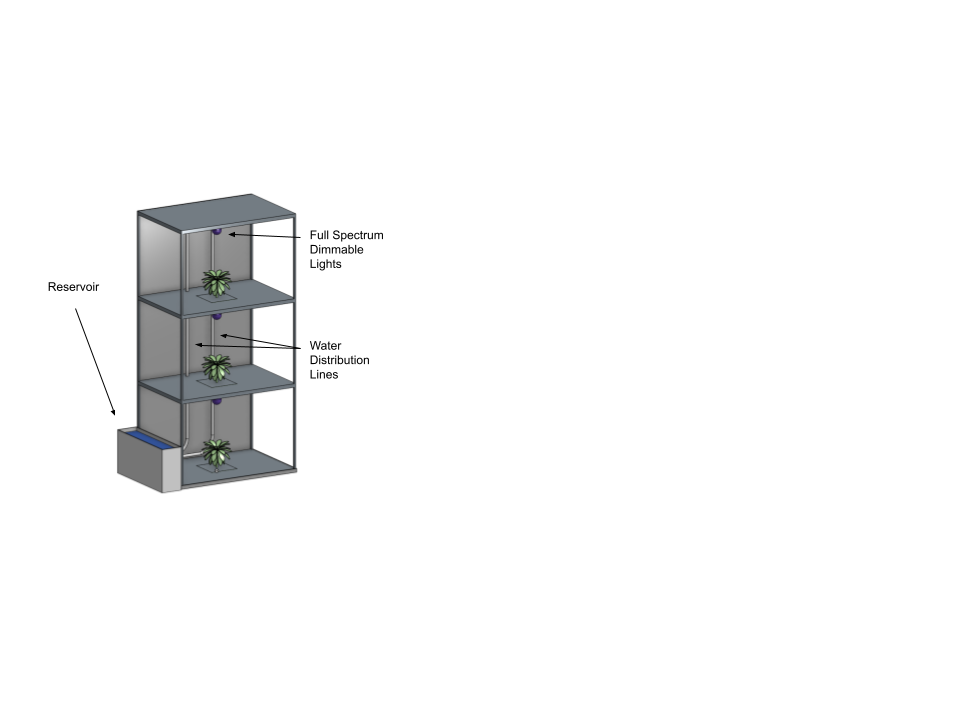 Full Spectrum
Dimmable
Lights
Reservoir
Water
Distribution
Lines